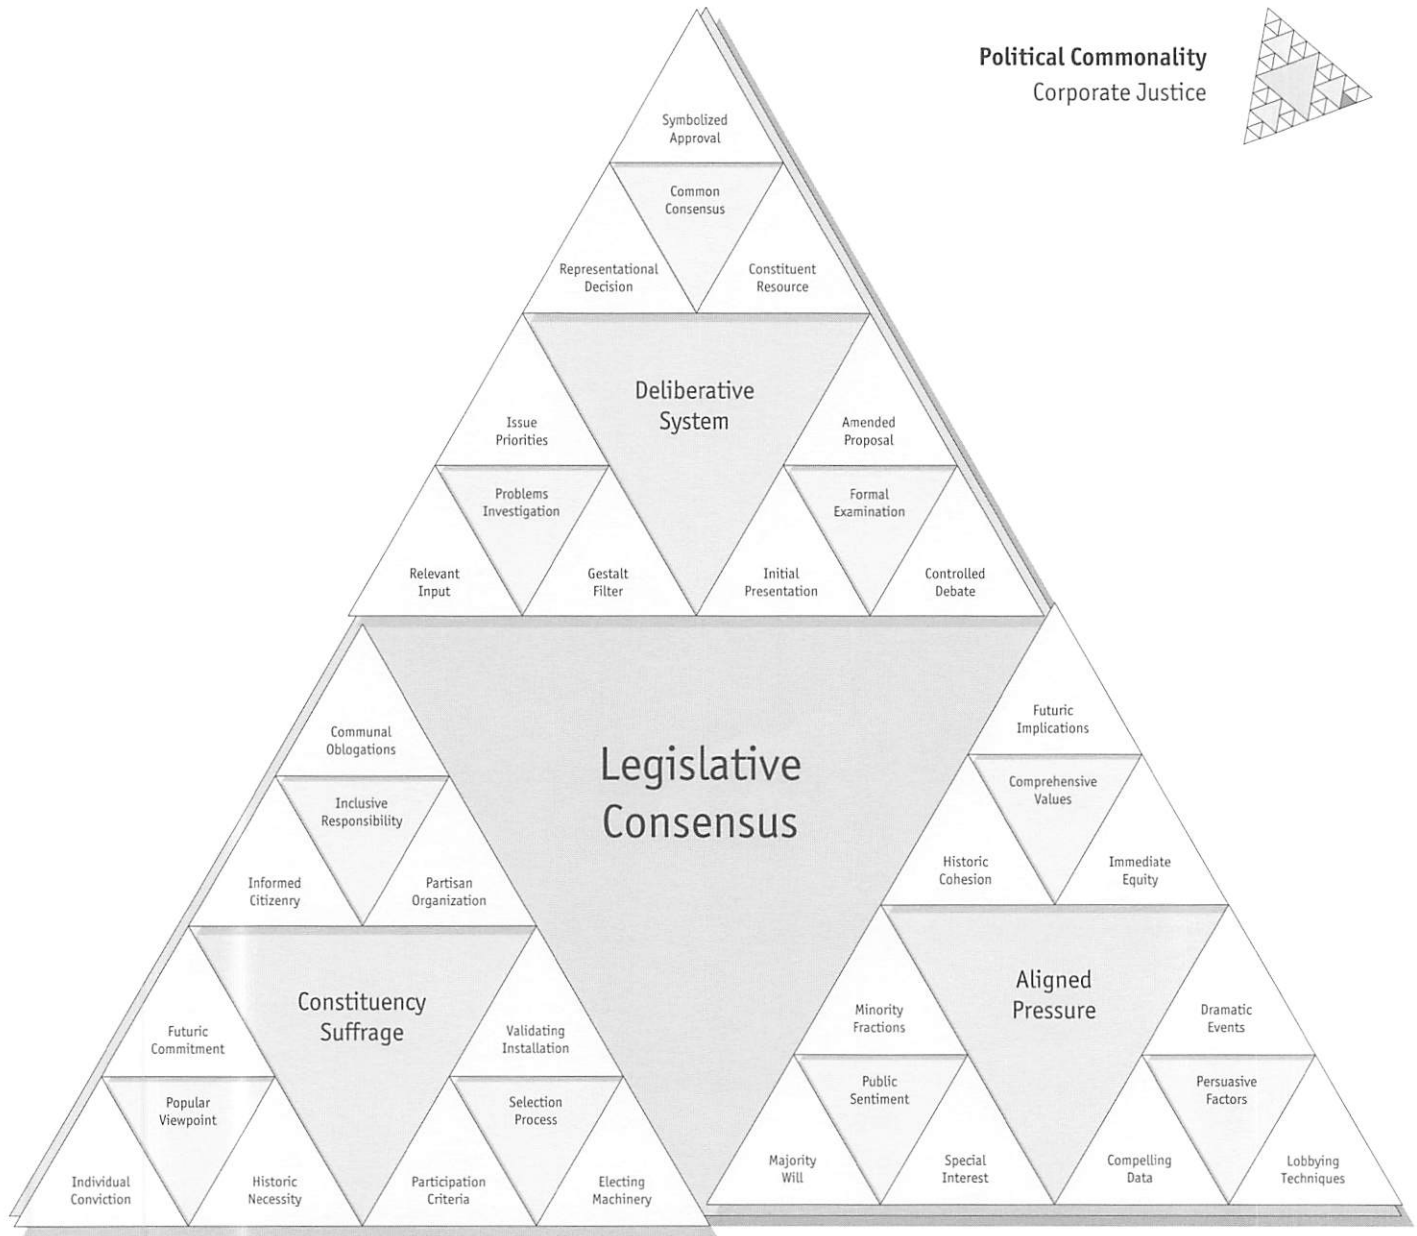 Political Commonality
Corporate Justice
Symbolized
Approval
Common
Consensus
Representational
Decision
Constituent
Resource
Deliberative
System
Issue
Priorities
Amended
Proposal
Problems
Investigation
Formal
Examination
Relevant
Input
Gestalt
Filter
Initial
Presentation
Controlled
Debate
Legislative
Consensus
Communal
Oblogations
Inclusive
Responsibility
Informed
Citizenry
Partisan
Organization
Constituency
Suffrage
Futuric
Commitment
Validating
Installation
Popular
Viewpoint
Selection
Process
Individual
Conviction
Historic
Necessity
Participation
Criteria
Electing
Machinery
Futuric
Implications
Comprehensive
Values
Historic
Cohesion
Immediate
Equity
Aligned
Pressure
Minority
Fractions
Dramatic
Events
Public
Sentiment
Persuasive
Factors
Majority
Will
Special
Interest
Compelling
Data
Lobbying
Techniques